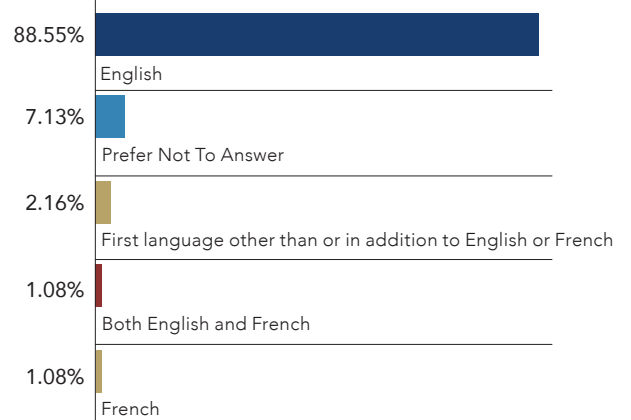 88.55%
English
7.13%
Prefer Not To Answer
2.16%
First language other than or in addition to English or French
1.08%
Both English and French
1.08%
French